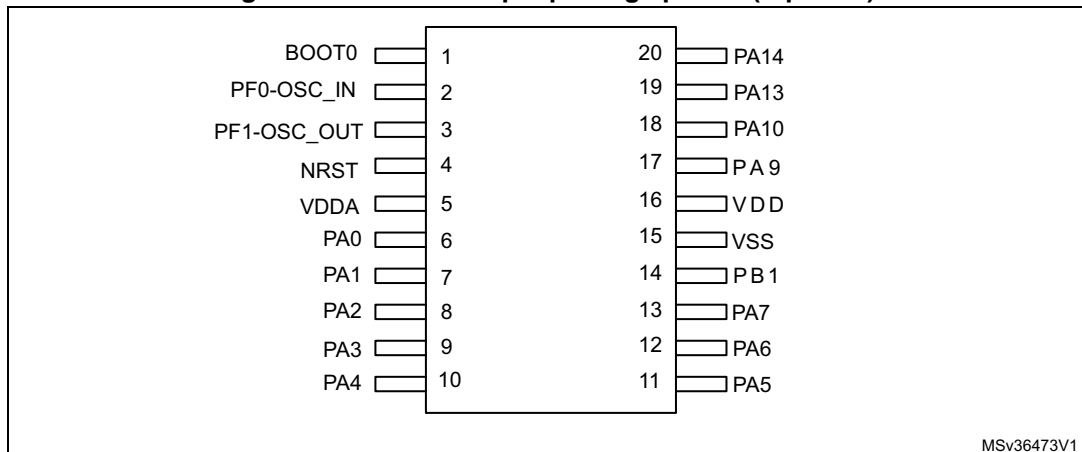 BOOT0 1 20 PA14
PF0-OSC_IN 2 19 PA13
PF1-OSC_OUT 3 18 PA10
NRST 4 17 PA9
VDDA 5 16 VDD
PA0 6 15 VSS
PA1 7 14 PB1
PA2 8 13 PA7
PA3 9 12 PA6
PA4 10 11 PA5
MSv36473V1